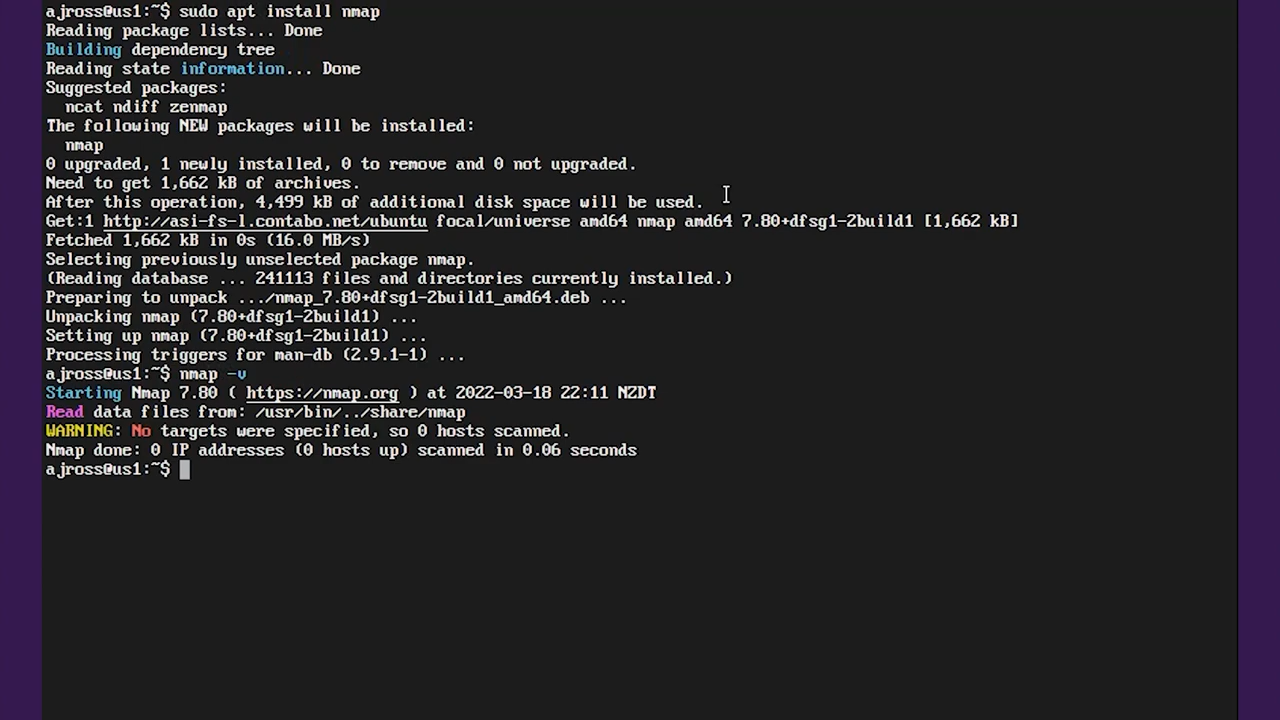 ajross@us1:~$ sudo apt install nmap
Reading package lists... Done
Building dependency tree
Reading state information... Done
Suggested packages:
  ncat ndiff zenmap
The following NEW packages will be installed:
  nmap
0 upgraded, 1 newly installed, 0 to remove and 0 not upgraded.
Need to get 1,662 kB of archives.
After this operation, 4,499 kB of additional disk space will be used.
Get:1 http://asi-fs-l.contabo.net/ubuntu focal/universe amd64 nmap amd64 7.80+dfsg1-2build1 [1,662 kB]
Fetched 1,662 kB in 0s (16.0 MB/s)
Selecting previously unselected package nmap.
(Reading database ... 241113 files and directories currently installed.)
Preparing to unpack .../nmap_7.80+dfsg1-2build1_amd64.deb ...
Unpacking nmap (7.80+dfsg1-2build1) ...
Setting up nmap (7.80+dfsg1-2build1) ...
Processing triggers for man-db (2.9.1-1) ...
ajross@us1:~$ nmap -v
Starting Nmap 7.80 ( https://nmap.org ) at 2022-03-18 22:11 NZDT
Read data files from: /usr/bin/../share/nmap
WARNING: No targets were specified, so 0 hosts scanned.
Nmap done: 0 IP addresses (0 hosts up) scanned in 0.06 seconds
ajross@us1:~$